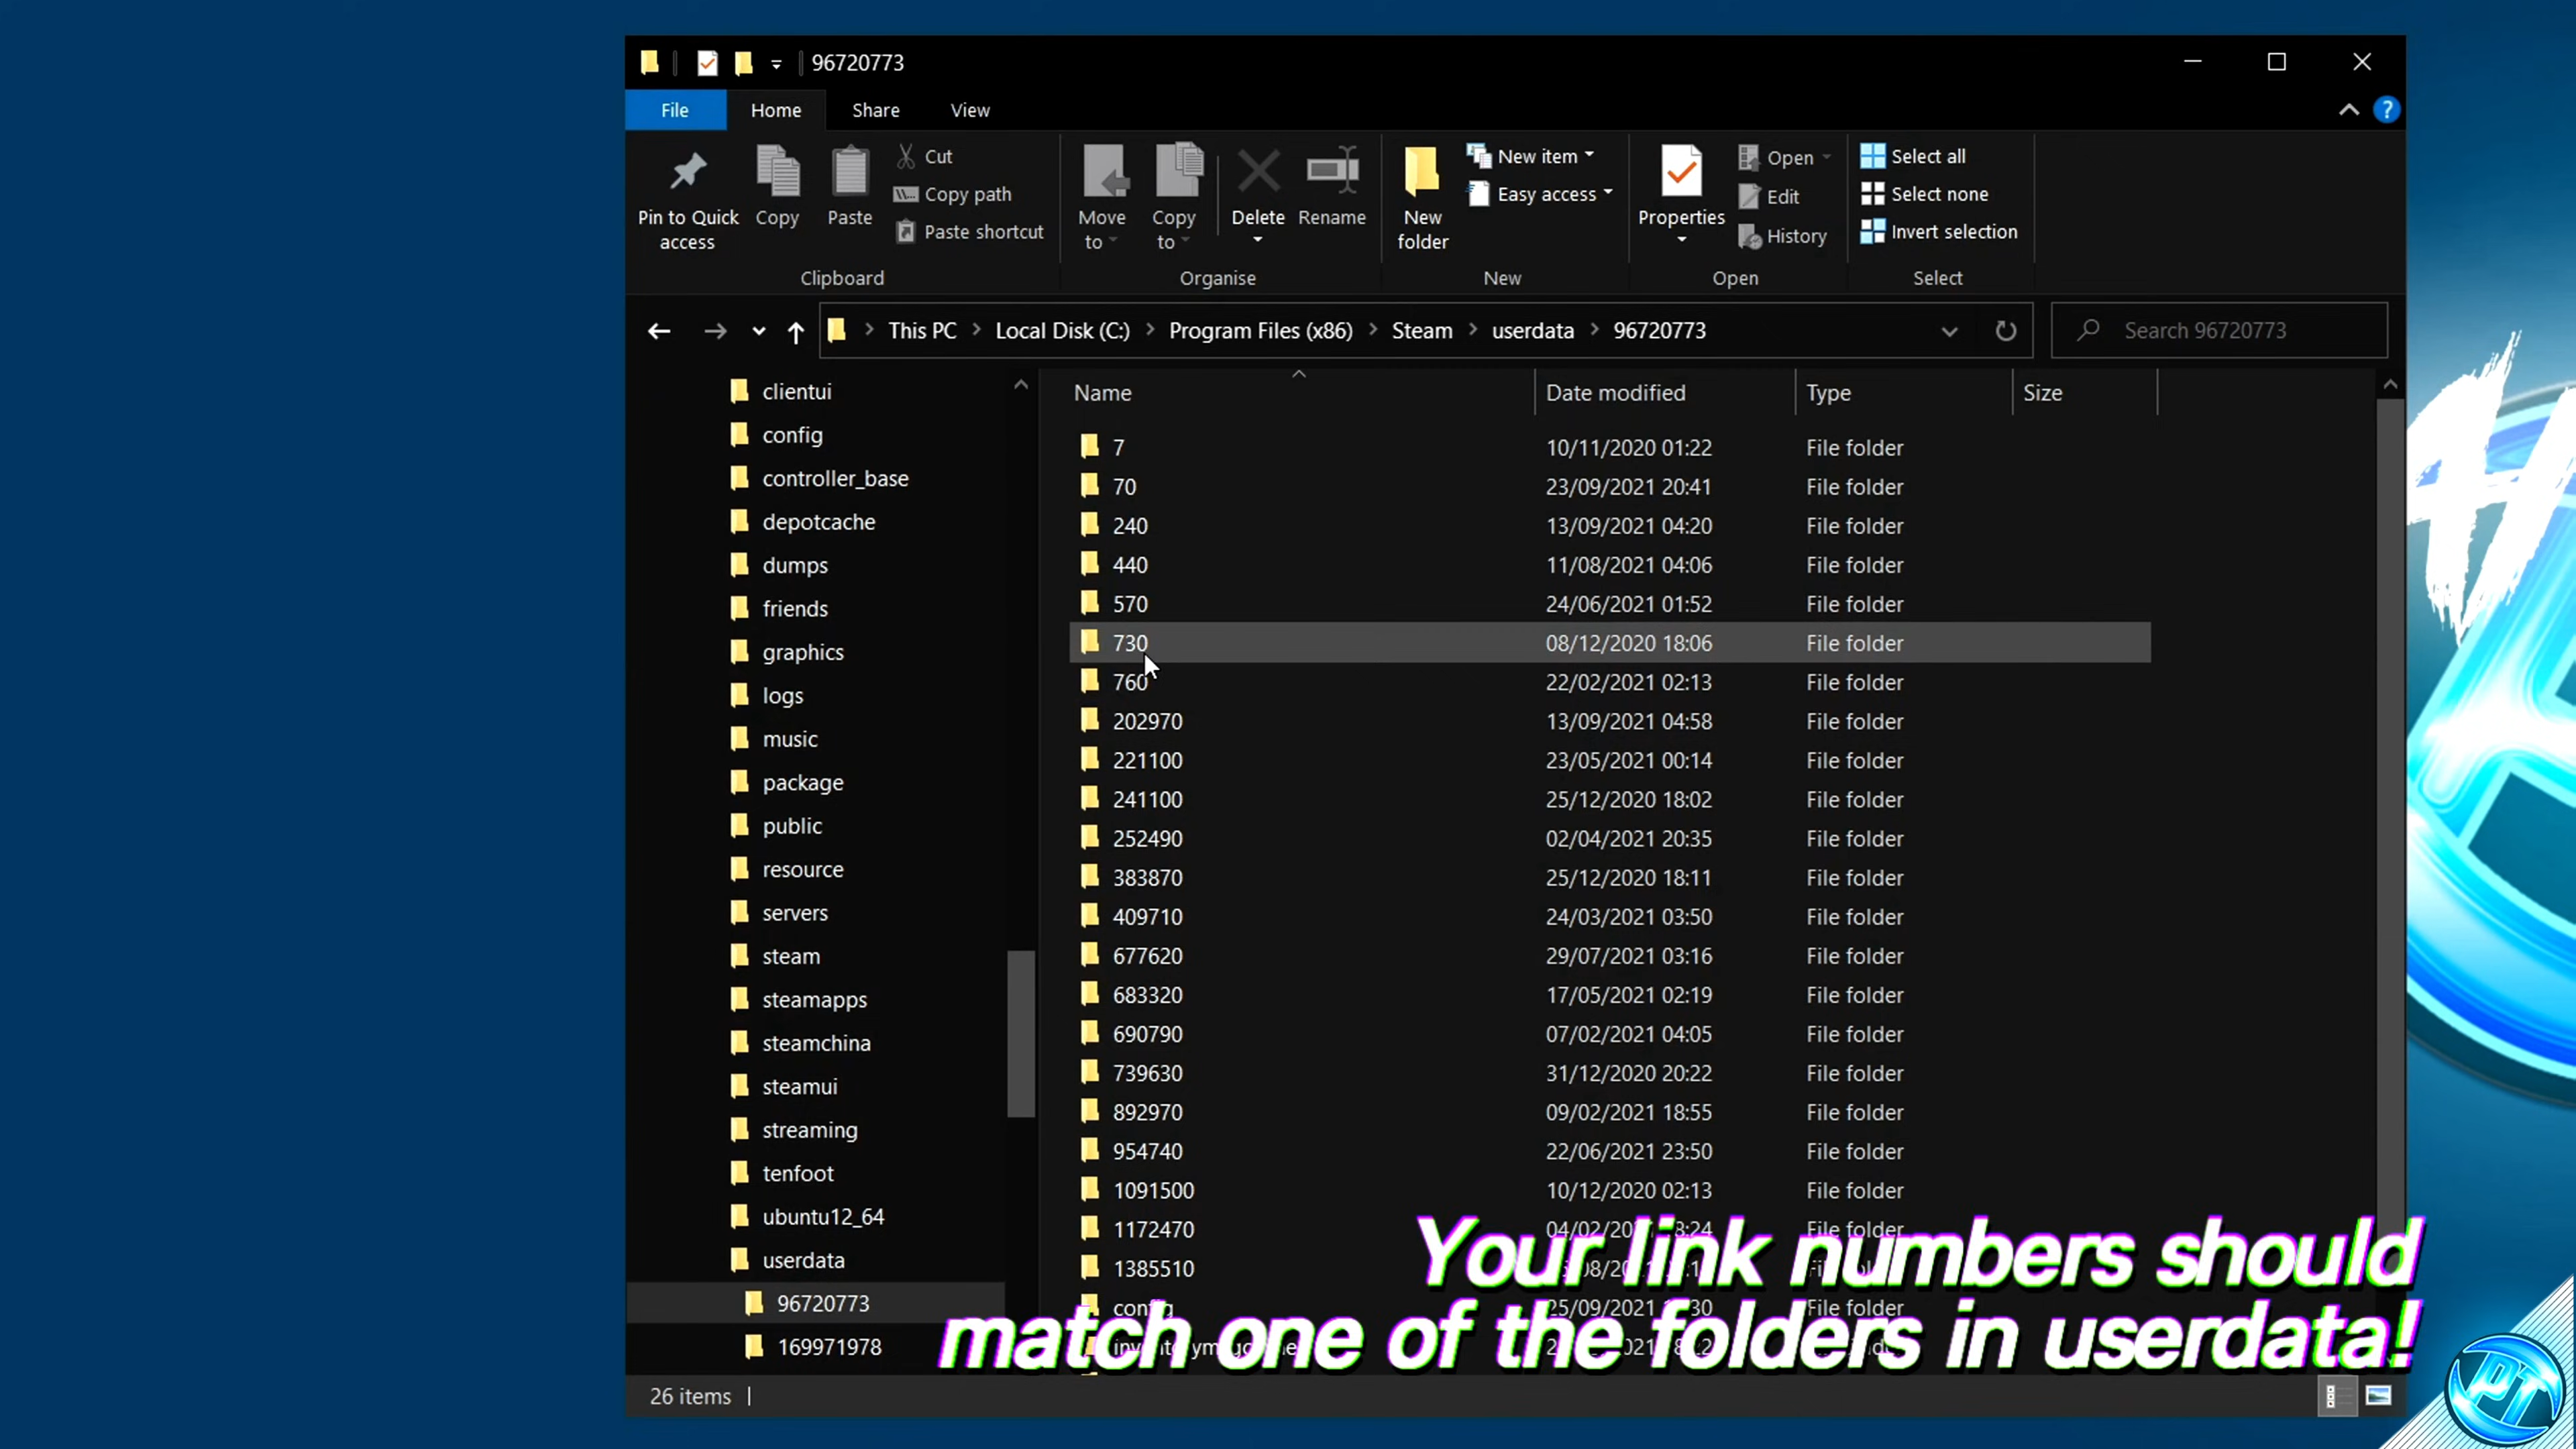 96720773
File Home Share View
Pin to Quick access
Copy
Paste
Cut
Copy path
Paste shortcut
Clipboard
Move to
Copy to
Delete
Rename
Organise
New folder
New item
Easy access
New
Properties
Open
Edit
History
Open
Select all
Select none
Invert selection
Select
This PC Local Disk (C:) Program Files (x86) Steam userdata 96720773
Search 96720773
clientui
config
controller_base
depotcache
dumps
friends
graphics
logs
music
package
public
resource
servers
steam
steamapps
steamchina
steamui
streaming
tenfoot
ubuntu12_64
userdata
96720773
169971978
Name Date modified Type Size
7 10/11/2020 01:22 File folder
70 23/09/2021 20:41 File folder
240 13/09/2021 04:20 File folder
440 11/08/2021 04:06 File folder
570 24/06/2021 01:52 File folder
730 08/12/2020 18:06 File folder
760 22/02/2021 02:13 File folder
202970 13/09/2021 04:58 File folder
221100 23/05/2021 00:14 File folder
241100 25/12/2020 18:02 File folder
252490 02/04/2021 20:35 File folder
383870 25/12/2020 18:11 File folder
409710 24/03/2021 03:50 File folder
677620 29/07/2021 03:16 File folder
683320 17/05/2021 02:19 File folder
690790 07/02/2021 04:05 File folder
739630 31/12/2020 20:22 File folder
892970 09/02/2021 18:55 File folder
954740 22/06/2021 23:50 File folder
1091500 10/12/2020 02:13 File folder
1172470 File folder
1385510
config File folder
Your link numbers should
match one of the folders in userdata!
26 items
PT